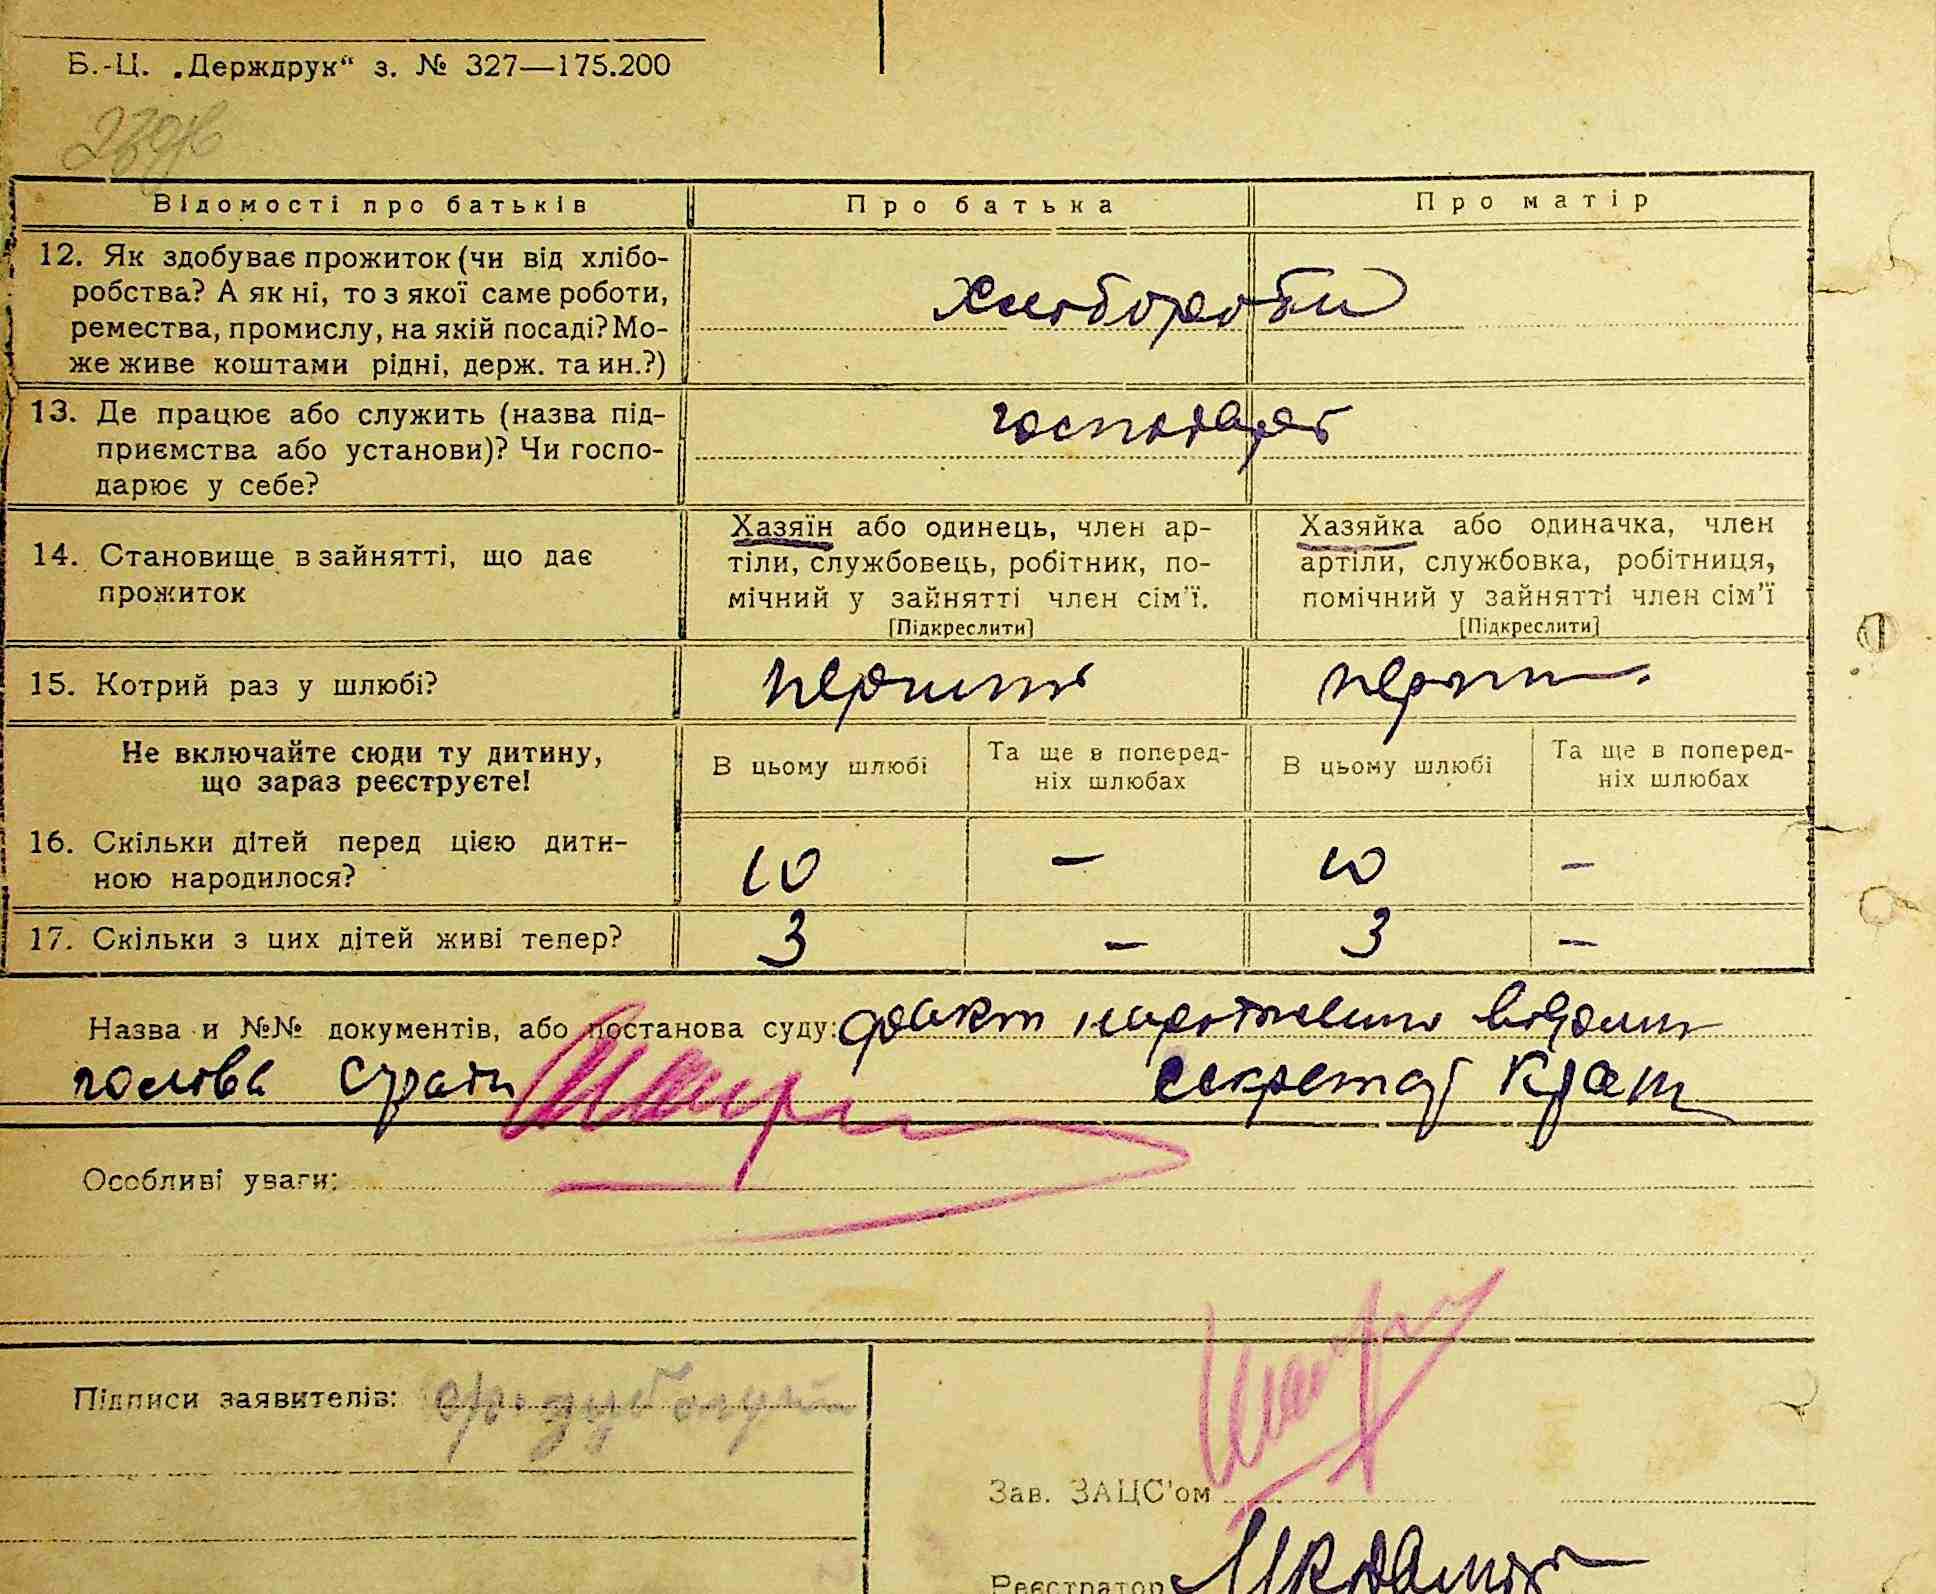 Б.-Ц. „Держдрук“ з. № 327—175.200
Відомості про батьків Про батька Про матір
12. Як здобуває прожиток (чи від хлібо-
робства? А як ні, то з якої саме роботи,
ремества, промислу, на якій посаді? Мо-
же живе коштами рідні, держ. та ин.?)
хлібороби
13. Де працює або служить (назва під-
приємства або установи)? Чи госпо-
дарює у себе?
господарст
14. Становище в зайнятті, що дає
прожиток
Хазяїн або одинець, член ар-
тіли, службовець, робітник, по-
мічний у зайнятті член сім'ї.
[Підкреслити]
Хазяйка або одиначка, член
артіли, службовка, робітниця,
помічний у зайнятті член сім'ї
[Підкреслити]
15. Котрий раз у шлюбі?
Не включайте сюди ту дитину,
що зараз реєструєте!
В цьому шлюбі
Та ще в поперед-
ніх шлюбах
В цьому шлюбі
Та ще в поперед-
ніх шлюбах
16. Скільки дітей перед цією дити-
ною народилося?
10 — 10 —
17. Скільки з цих дітей живі тепер? 3 — 3 —
Назва и №№ документів, або постанова суду: факт
голова с/ради секретар
Особливі уваги:
Підписи заявителів:
Зав. ЗАЦС'ом
Реєстратор